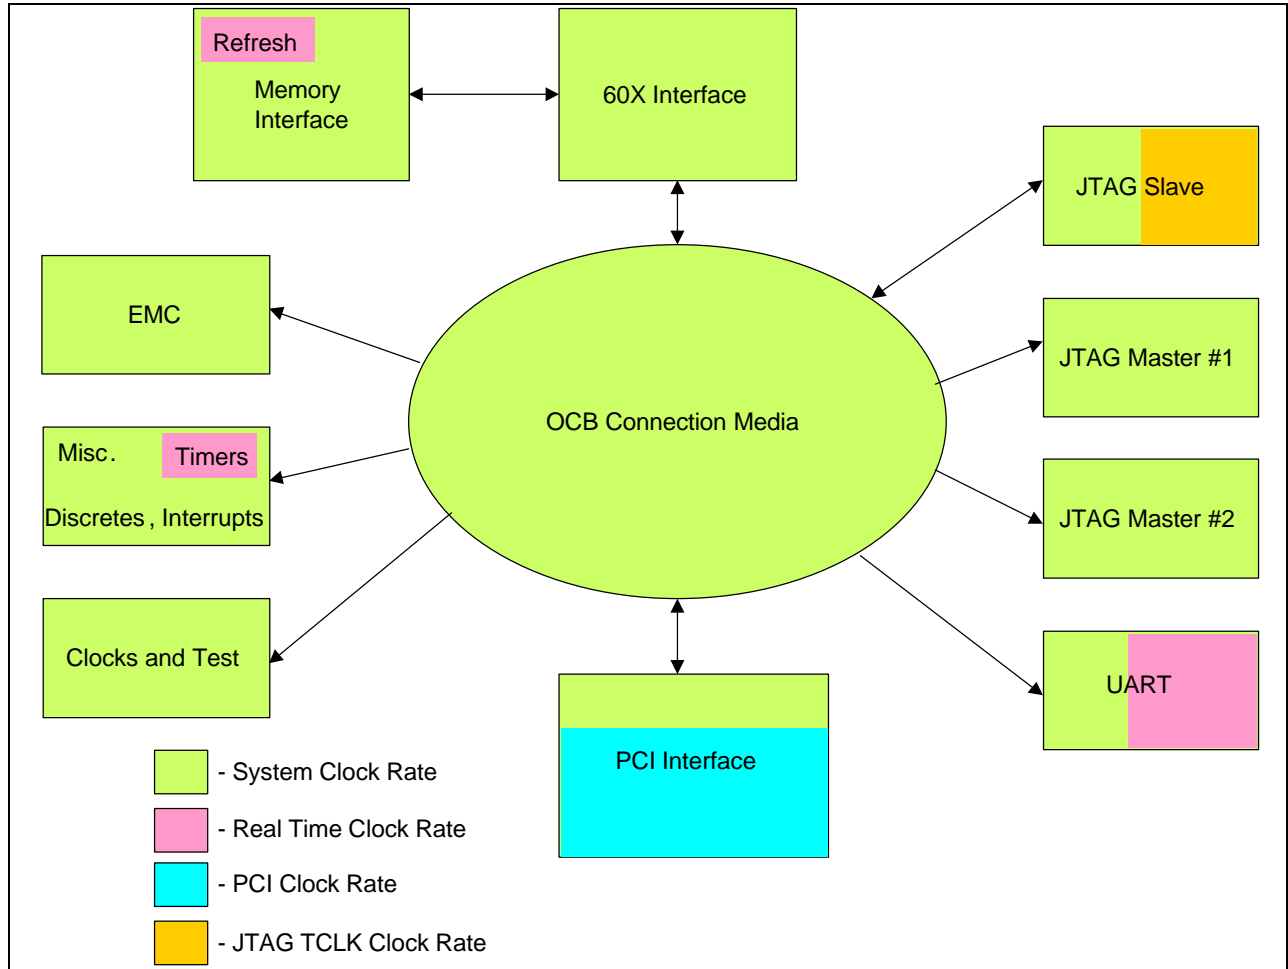 Refresh
Memory
Interface
60X Interface
JTAG Slave
EMC
JTAG Master #1
OCB Connection Media
Misc.
Timers
Discretes, Interrupts
JTAG Master #2
Clocks and Test
UART
PCI Interface
- System Clock Rate
- Real Time Clock Rate
- PCI Clock Rate
- JTAG TCLK Clock Rate